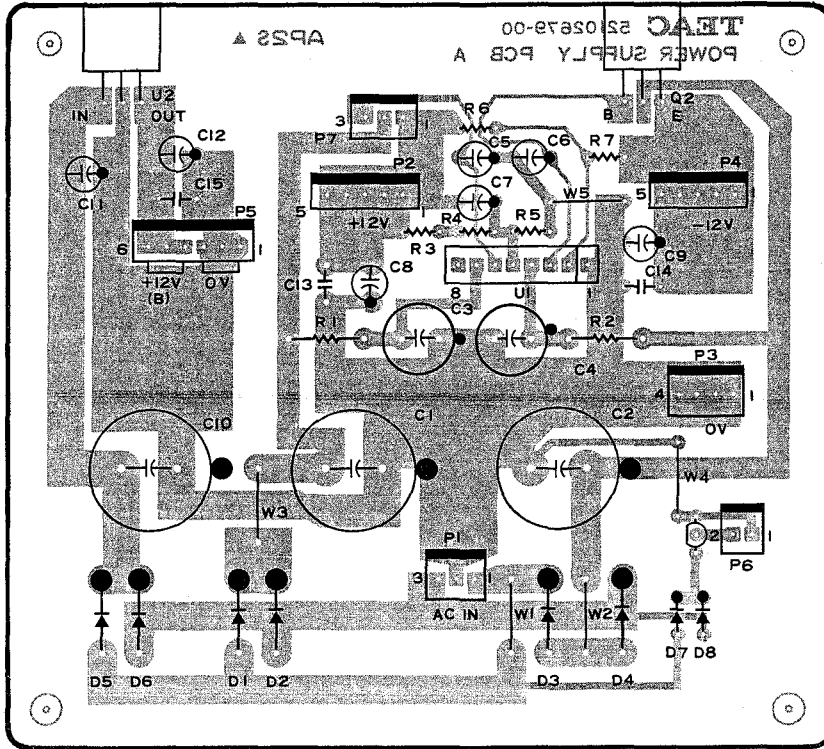 TEAC 52102679-00
POWER SUPPLY PCB A
AP2S ▲
U2
IN OUT
C12
C11
C15
P5
6 1
+12V
(B)
0V
3 1
P7
R6
B
Q2
E
C5
C6
R7
P2
P4
5 1
+12V
C7
W5
5 1
-12V
R3
R4
R5
C9
C14
C13
C8
8 U1 1
C3
R1
R2
C4
P3
4 1
0V
C10
C1
C2
W3
W4
P1
3 1
AC IN
2 1
P6
W1
W2
D5
D6
D1
D2
D3
D4
D7
D8